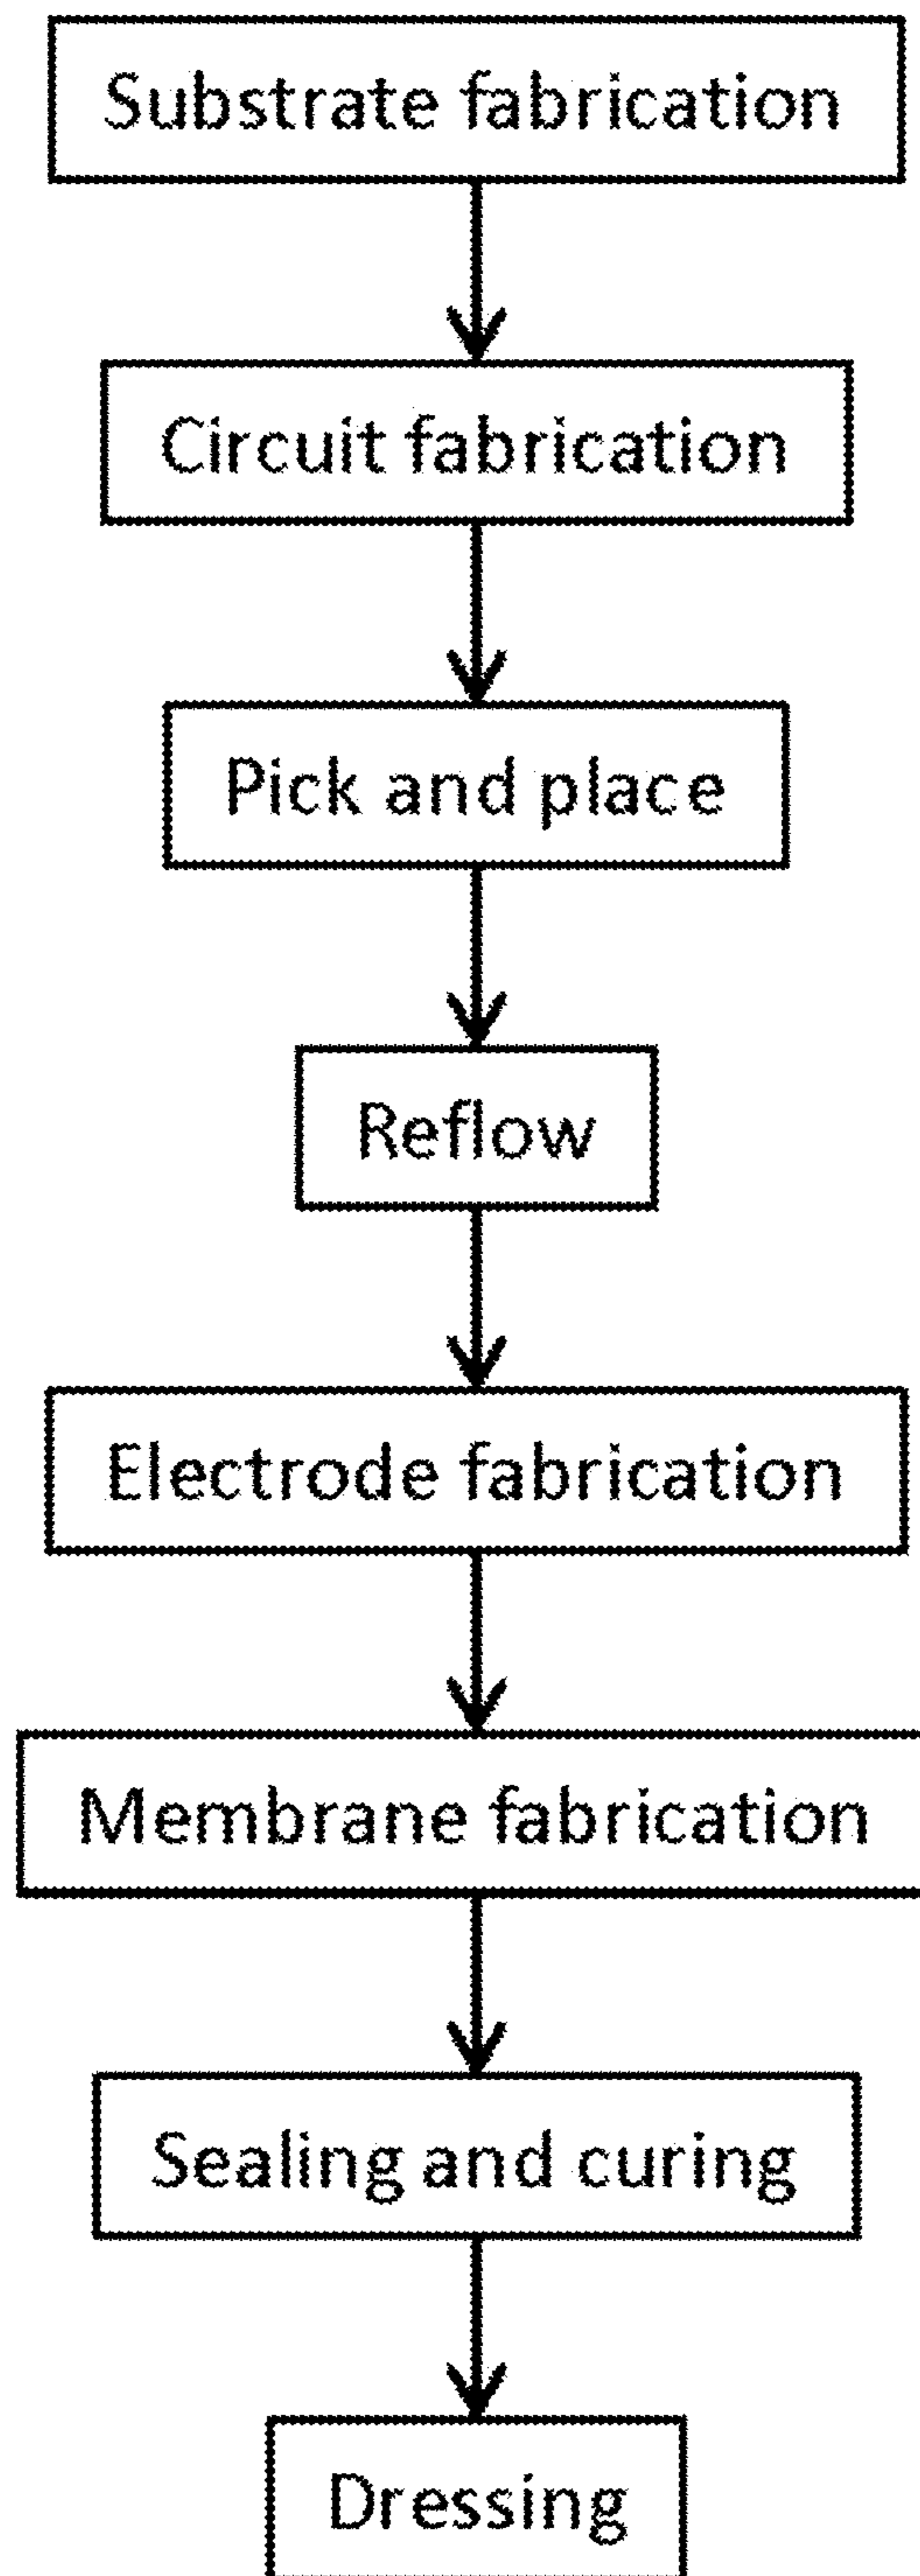 Substrate fabrication
Circuit fabrication
Pick and place
Reflow
Electrode fabrication
Membrane fabrication
Sealing and curing
Dressing